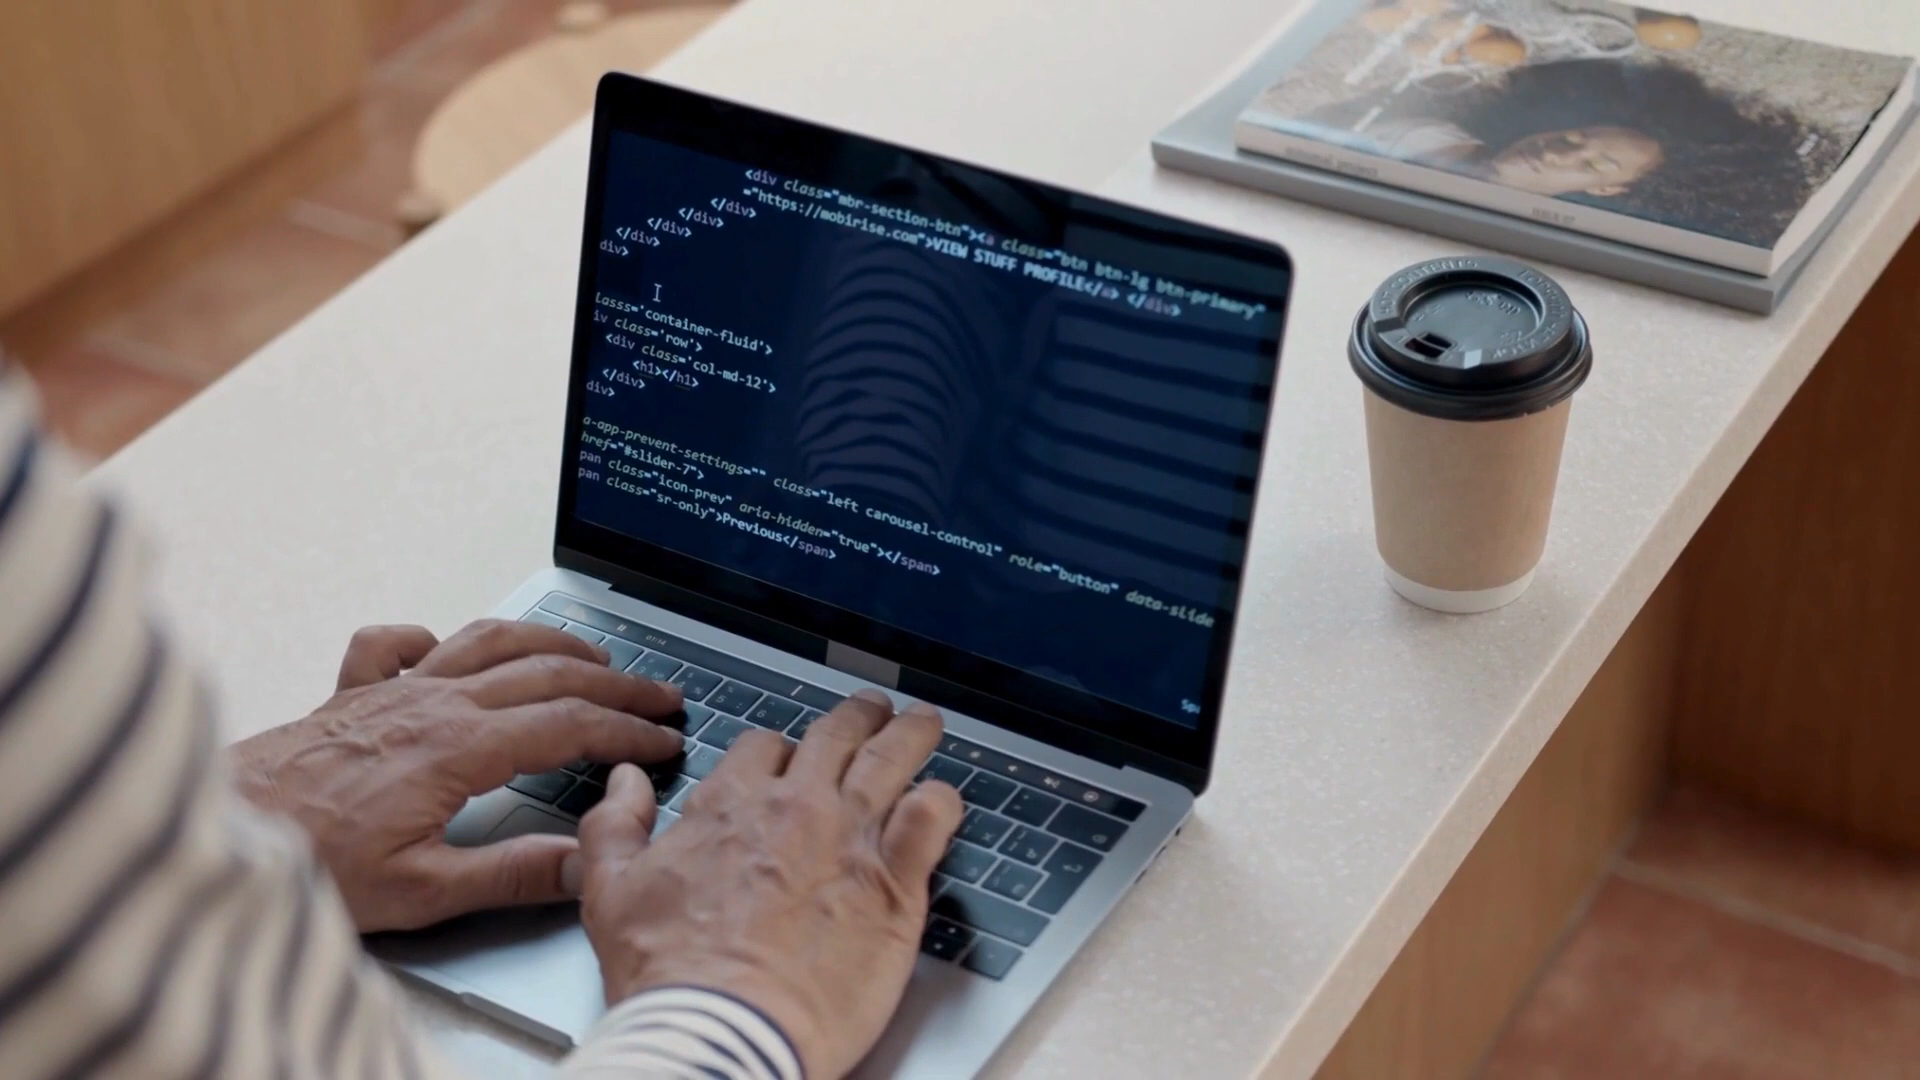 <div class="mbr-section-btn"><a class="btn btn-lg btn-primary"
="https://mobirise.com">VIEW STUFF PROFILE</a> </div>
</div>
</div>
</div>
</div>
div>
lasss='container-fluid'>
iv class='row'>
<div class='col-md-12'>
<h1></h1>
</div>
div>
a-app-prevent-settings="" class="left carousel-control" role="button" data-slide
href="#slider-7">
pan class="icon-prev" aria-hidden="true"></span>
pan class="sr-only">Previous</span>
Spa